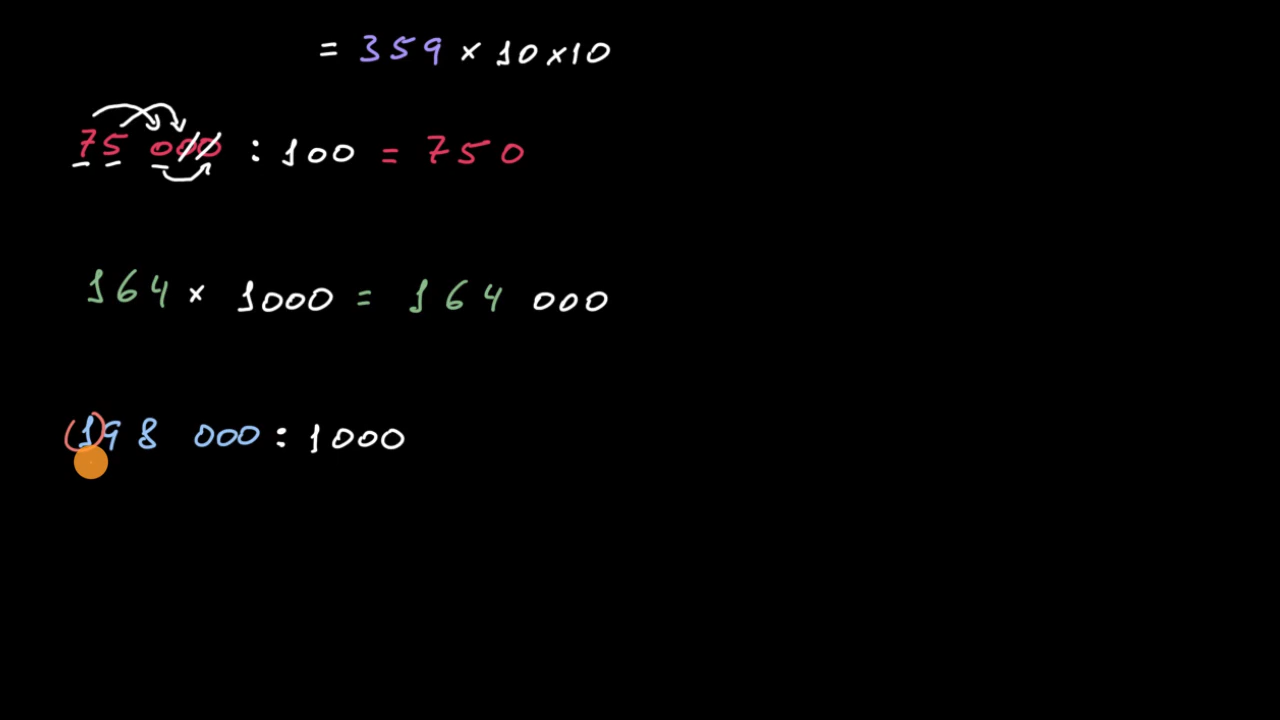 = 359 × 10 × 10
75 000 : 100 = 750
164 × 1000 = 164 000
198 000 : 1000